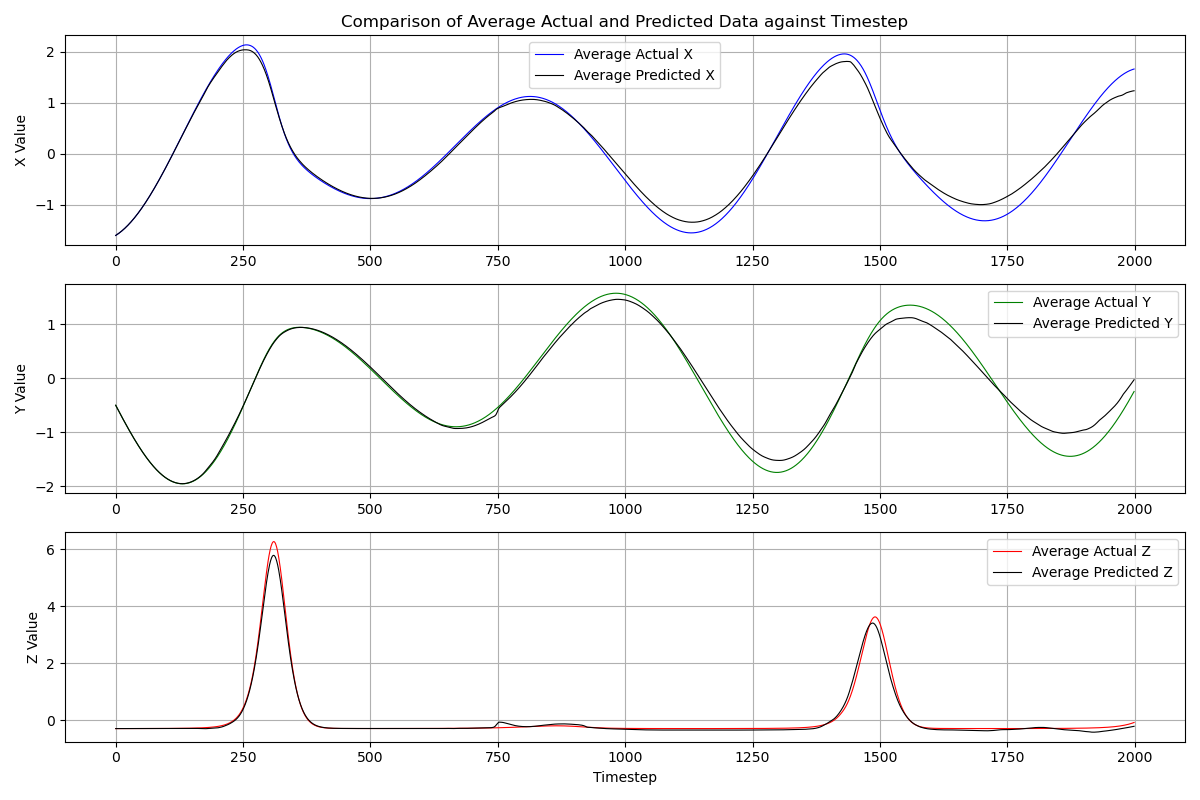 Comparison of Average Actual and Predicted Data against Timestep
X Value
2
1
0
−1
Average Actual X
Average Predicted X
0 250 500 750 1000 1250 1500 1750 2000
Y Value
1
0
−1
−2
Average Actual Y
Average Predicted Y
0 250 500 750 1000 1250 1500 1750 2000
Z Value
6
4
2
0
Average Actual Z
Average Predicted Z
0 250 500 750 1000 1250 1500 1750 2000
Timestep